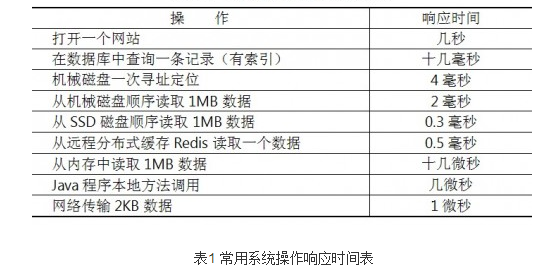 操 作 响应时间
打开一个网站 几秒
在数据库中查询一条记录（有索引） 十几毫秒
机械磁盘一次寻址定位 4 毫秒
从机械磁盘顺序读取 1MB 数据 2 毫秒
从 SSD 磁盘顺序读取 1MB 数据 0.3 毫秒
从远程分布式缓存 Redis 读取一个数据 0.5 毫秒
从内存中读取 1MB 数据 十几微秒
Java 程序本地方法调用 几微秒
网络传输 2KB 数据 1 微秒
表1 常用系统操作响应时间表